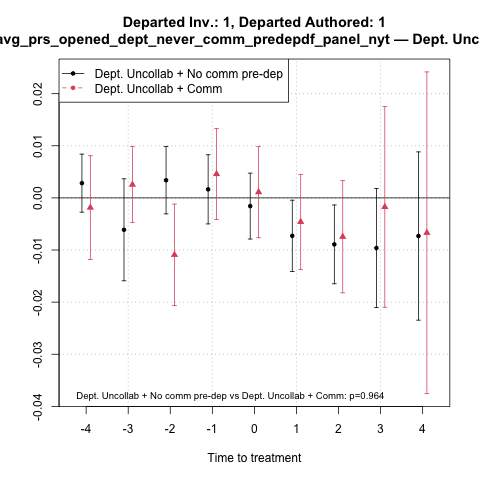 Departed Inv.: 1, Departed Authored: 1
avg_prs_opened_dept_never_comm_predepdf_panel_nyt — Dept. Unc
Dept. Uncollab + No comm pre-dep
Dept. Uncollab + Comm
0.02
0.01
0.00
-0.01
-0.02
-0.03
-0.04
Dept. Uncollab + No comm pre-dep vs Dept. Uncollab + Comm: p=0.964
-4 -3 -2 -1 0 1 2 3 4
Time to treatment